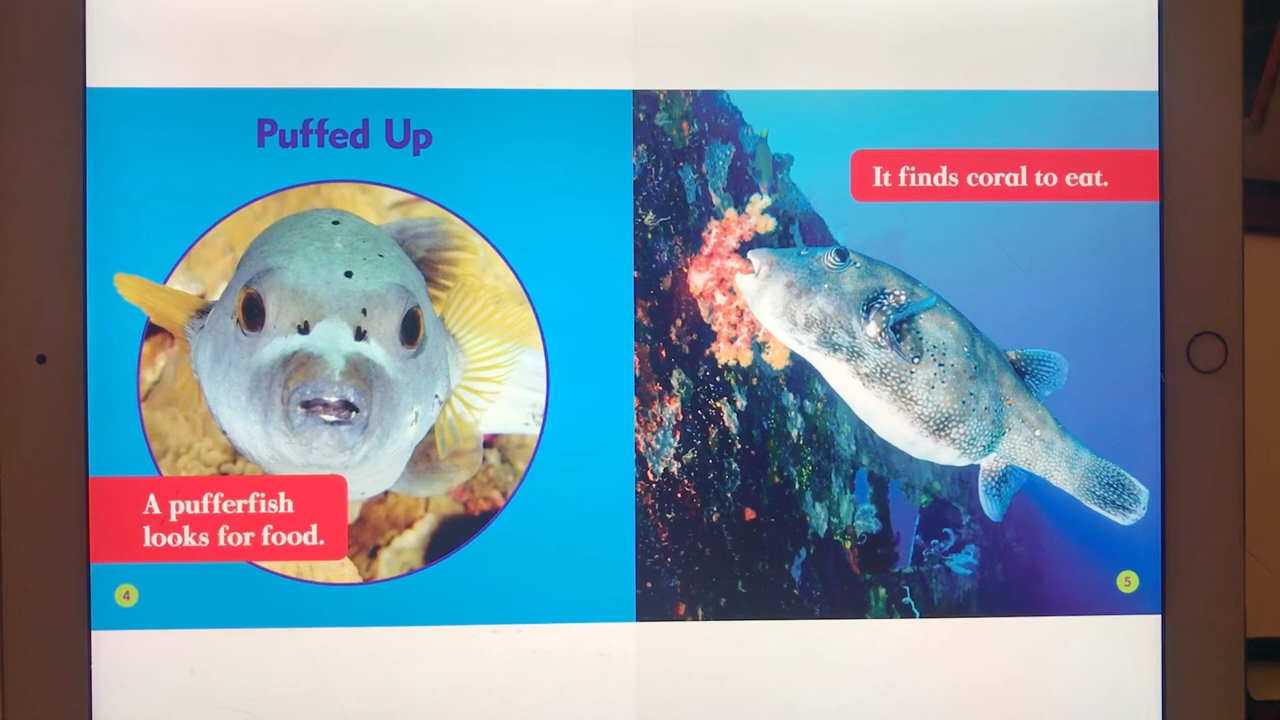 Puffed Up
A pufferfish
looks for food.
4
It finds coral to eat.
5